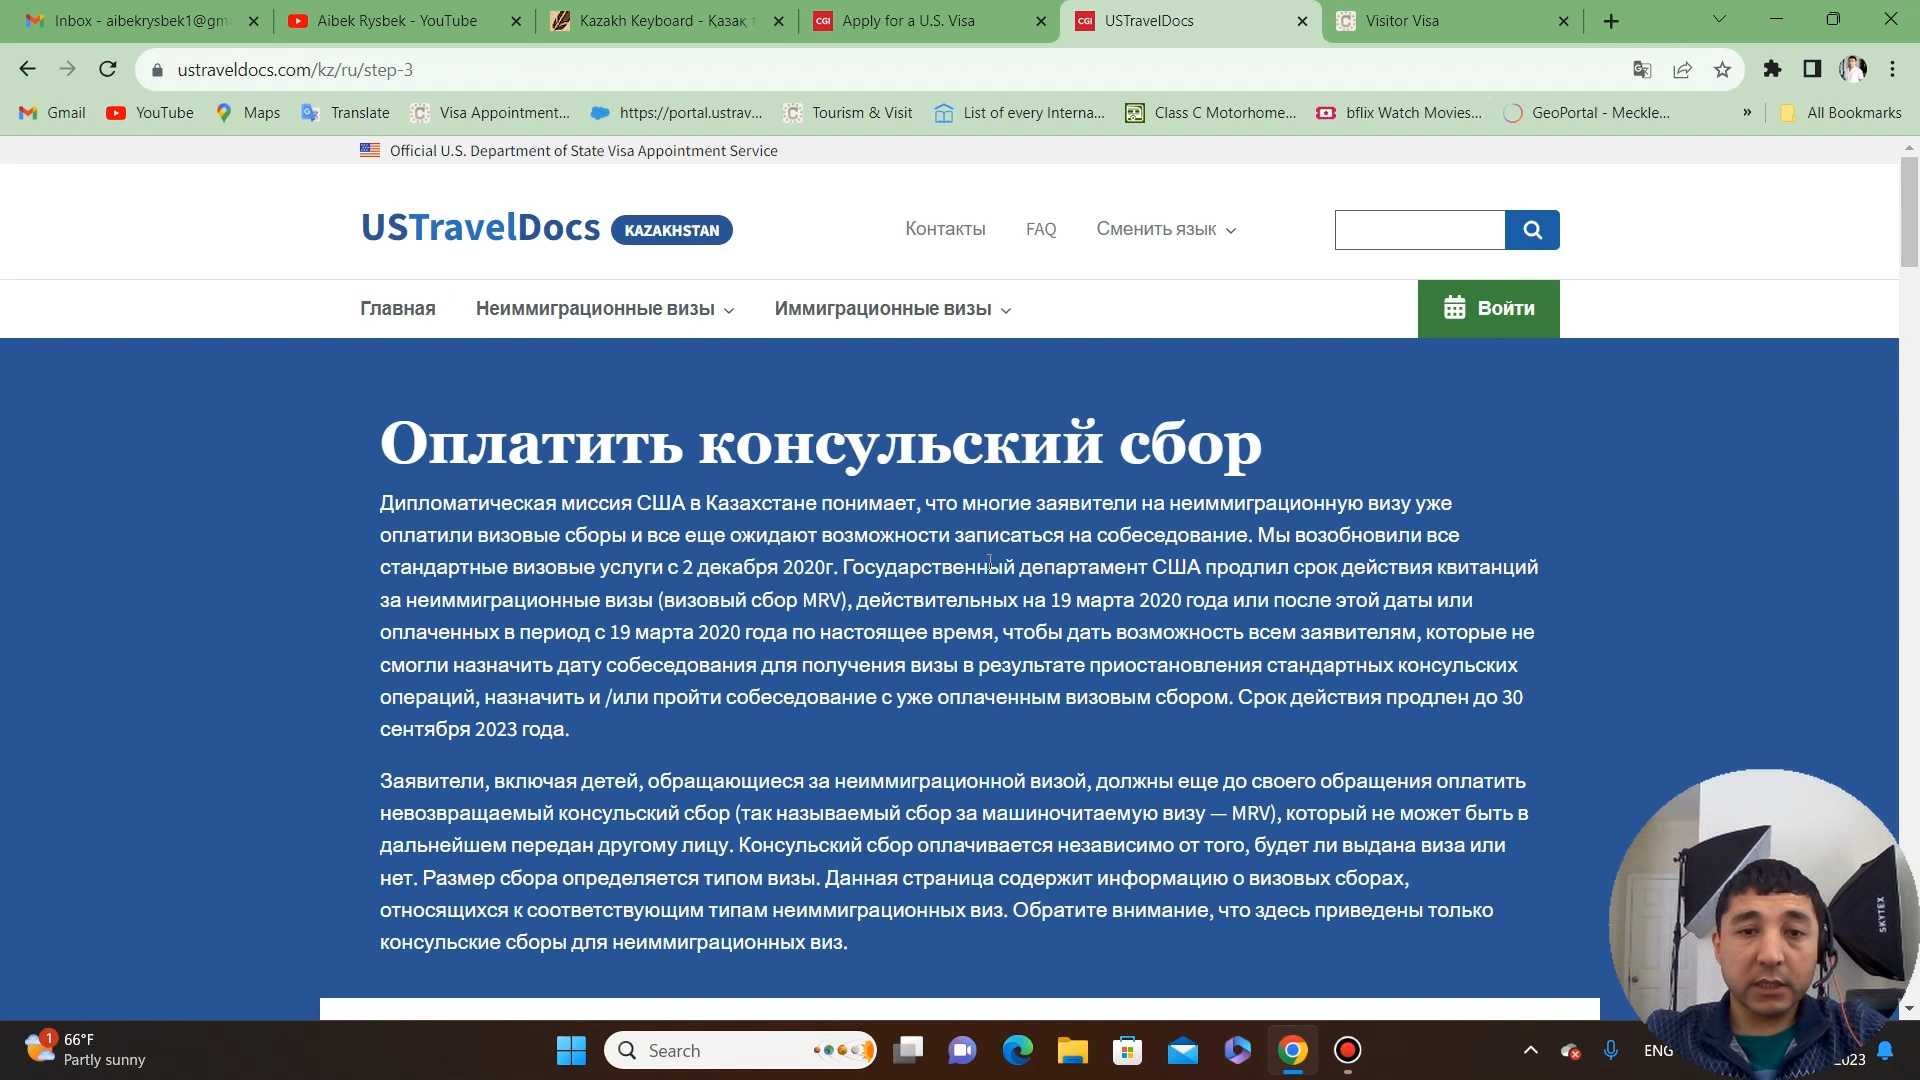 Inbox - aibekrysbek1@gm
Aibek Rysbek - YouTube
Kazakh Keyboard - Қазақ т
CGI Apply for a U.S. Visa
CGI USTravelDocs
Visitor Visa
ustraveldocs.com/kz/ru/step-3
Gmail
YouTube
Maps
Translate
Visa Appointment...
https://portal.ustrav...
Tourism & Visit
List of every Interna...
Class C Motorhome...
bflix Watch Movies...
GeoPortal - Meckle...
»
All Bookmarks
Official U.S. Department of State Visa Appointment Service
USTravelDocs KAZAKHSTAN
Контакты
FAQ
Сменить язык
Главная
Неиммиграционные визы
Иммиграционные визы
Войти
Оплатить консульский сбор
Дипломатическая миссия США в Казахстане понимает, что многие заявители на неиммиграционную визу уже
оплатили визовые сборы и все еще ожидают возможности записаться на собеседование. Мы возобновили все
стандартные визовые услуги с 2 декабря 2020г. Государственный департамент США продлил срок действия квитанций
за неиммиграционные визы (визовый сбор MRV), действительных на 19 марта 2020 года или после этой даты или
оплаченных в период с 19 марта 2020 года по настоящее время, чтобы дать возможность всем заявителям, которые не
смогли назначить дату собеседования для получения визы в результате приостановления стандартных консульских
операций, назначить и /или пройти собеседование с уже оплаченным визовым сбором. Срок действия продлен до 30
сентября 2023 года.
Заявители, включая детей, обращающиеся за неиммиграционной визой, должны еще до своего обращения оплатить
невозвращаемый консульский сбор (так называемый сбор за машиночитаемую визу — MRV), который не может быть в
дальнейшем передан другому лицу. Консульский сбор оплачивается независимо от того, будет ли выдана виза или
нет. Размер сбора определяется типом визы. Данная страница содержит информацию о визовых сборах,
относящихся к соответствующим типам неиммиграционных виз. Обратите внимание, что здесь приведены только
консульские сборы для неиммиграционных виз.
SKYTEX
1
66°F
Partly sunny
Search
ENG